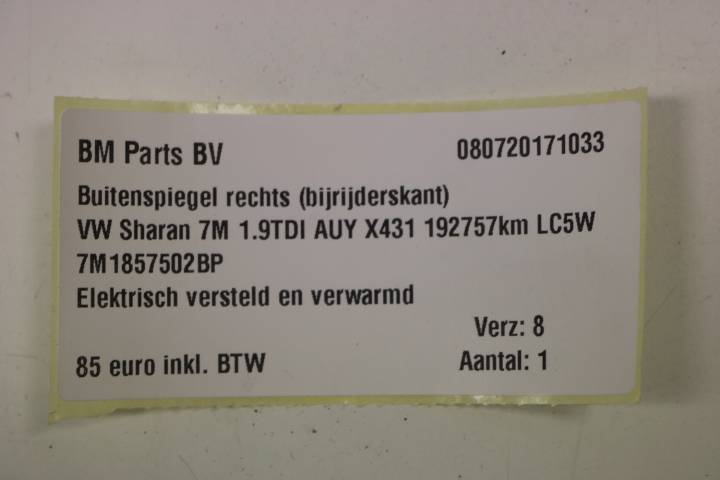 BM Parts BV 080720171033
Buitenspiegel rechts (bijrijderskant)
VW Sharan 7M 1.9TDI AUY X431 192757km LC5W
7M1857502BP
Elektrisch versteld en verwarmd
Verz: 8
85 euro inkl. BTW Aantal: 1